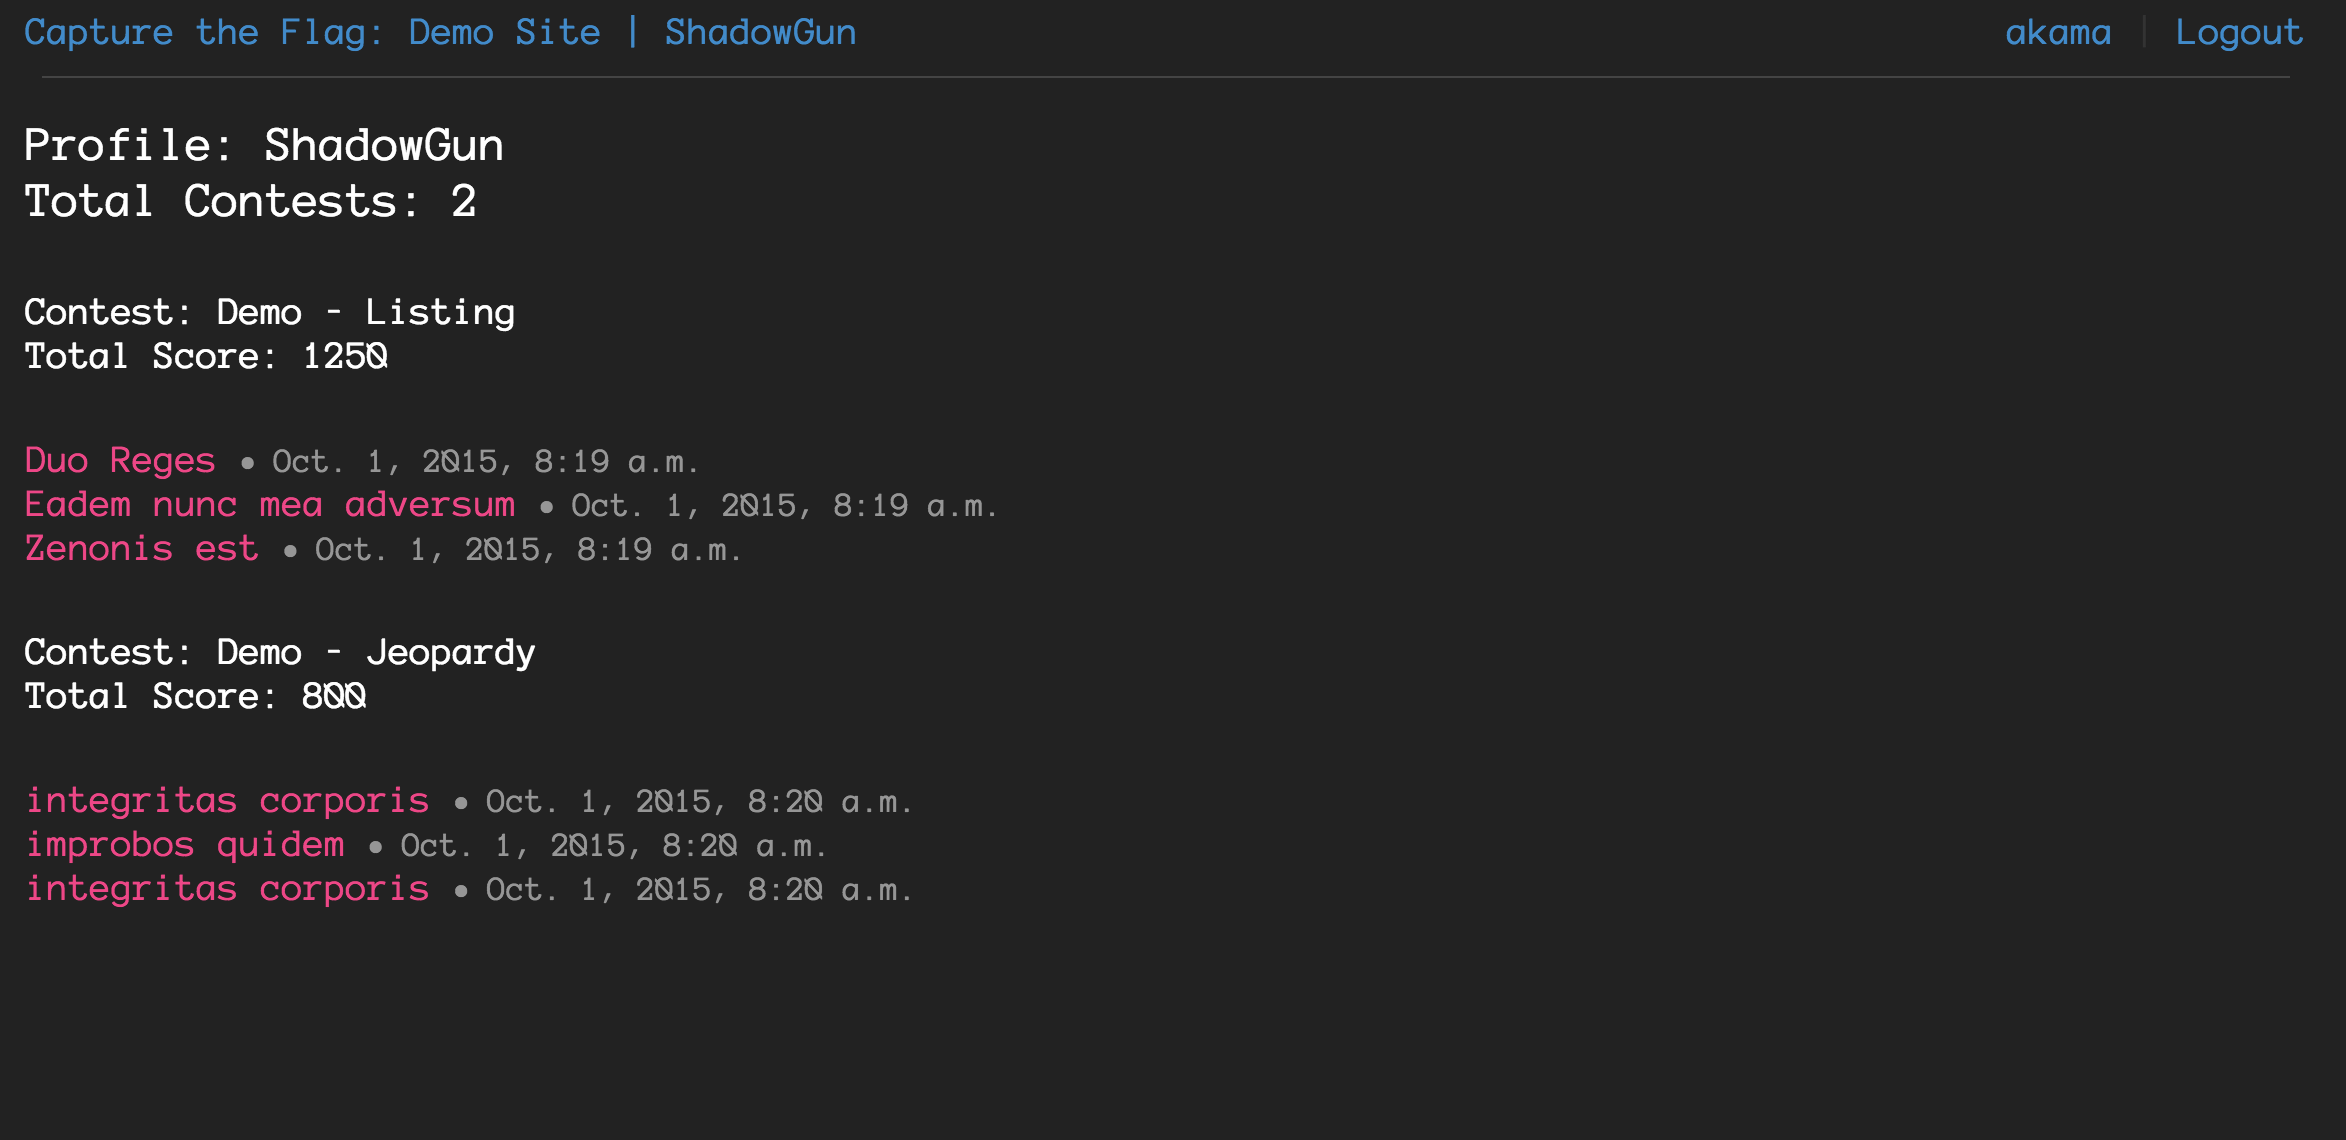 Capture the Flag: Demo Site | ShadowGun
akama | Logout
Profile: ShadowGun
Total Contests: 2
Contest: Demo - Listing
Total Score: 1250
Duo Reges • Oct. 1, 2015, 8:19 a.m.
Eadem nunc mea adversum • Oct. 1, 2015, 8:19 a.m.
Zenonis est • Oct. 1, 2015, 8:19 a.m.
Contest: Demo - Jeopardy
Total Score: 800
integritas corporis • Oct. 1, 2015, 8:20 a.m.
improbos quidem • Oct. 1, 2015, 8:20 a.m.
integritas corporis • Oct. 1, 2015, 8:20 a.m.